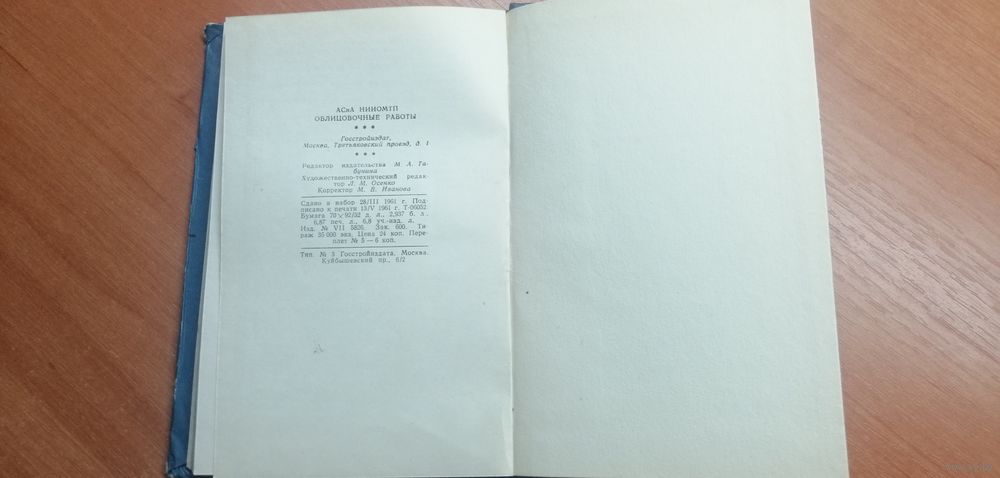 АСиА НИИОМТП
ОБЛИЦОВОЧНЫЕ РАБОТЫ
* * *
Госстройиздат,
Москва, Третьяковский проезд, д. 1
* * *
Редактор издательства М. А. Га-
бунина
Художественно-технический редак-
тор Л. М. Осенко
Корректор М. В. Иванова
Сдано в набор 28/III 1961 г. Под-
писано к печати 13/V 1961 г. Т-06052.
Бумага 70×92/32 д. л., 2,937 б. л.
6,87 печ. л., 6,8 уч.-изд. л.
Изд. № VII 5826. Зак. 600. Ти-
раж 35 000 экз. Цена 24 коп. Пере-
плет № 5 — 6 коп.
Тип. № 3 Госстройиздата, Москва.
Куйбышевский пр., 6/2